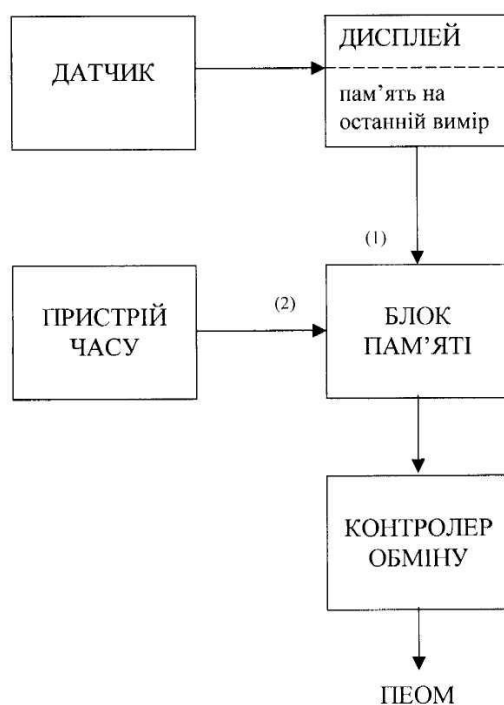 ДАТЧИК
ДИСПЛЕЙ
пам’ять на
останній вимір
(1)
ПРИСТРІЙ
ЧАСУ
(2)
БЛОК
ПАМ’ЯТІ
КОНТРОЛЕР
ОБМІНУ
ПЕОМ